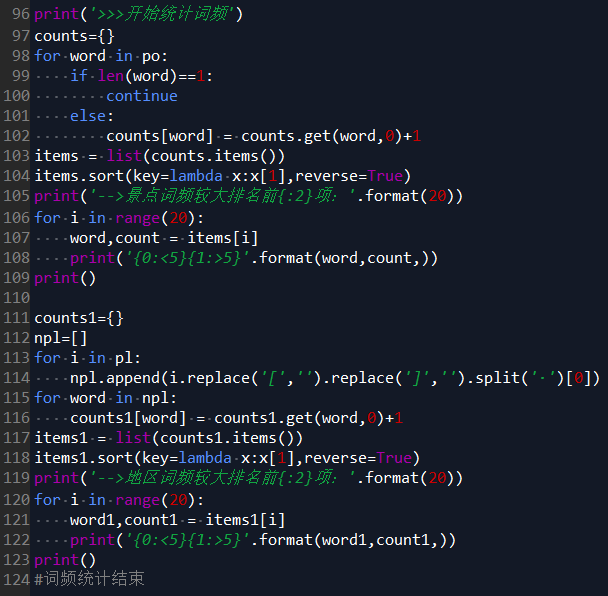 96 print('>>>开始统计词频')
97 counts={}
98 for word in po:
99     if len(word)==1:
100         continue
101     else:
102         counts[word] = counts.get(word,0)+1
103 items = list(counts.items())
104 items.sort(key=lambda x:x[1],reverse=True)
105 print('-->景点词频较大排名前{:2}项：'.format(20))
106 for i in range(20):
107     word,count = items[i]
108     print('{0:<5}{1:>5}'.format(word,count,))
109 print()
110
111 counts1={}
112 npl=[]
113 for i in pl:
114     npl.append(i.replace('[','').replace(']','').split('·')[0])
115 for word in npl:
116     counts1[word] = counts1.get(word,0)+1
117 items1 = list(counts1.items())
118 items1.sort(key=lambda x:x[1],reverse=True)
119 print('-->地区词频较大排名前{:2}项：'.format(20))
120 for i in range(20):
121     word1,count1 = items1[i]
122     print('{0:<5}{1:>5}'.format(word1,count1,))
123 print()
124 #词频统计结束